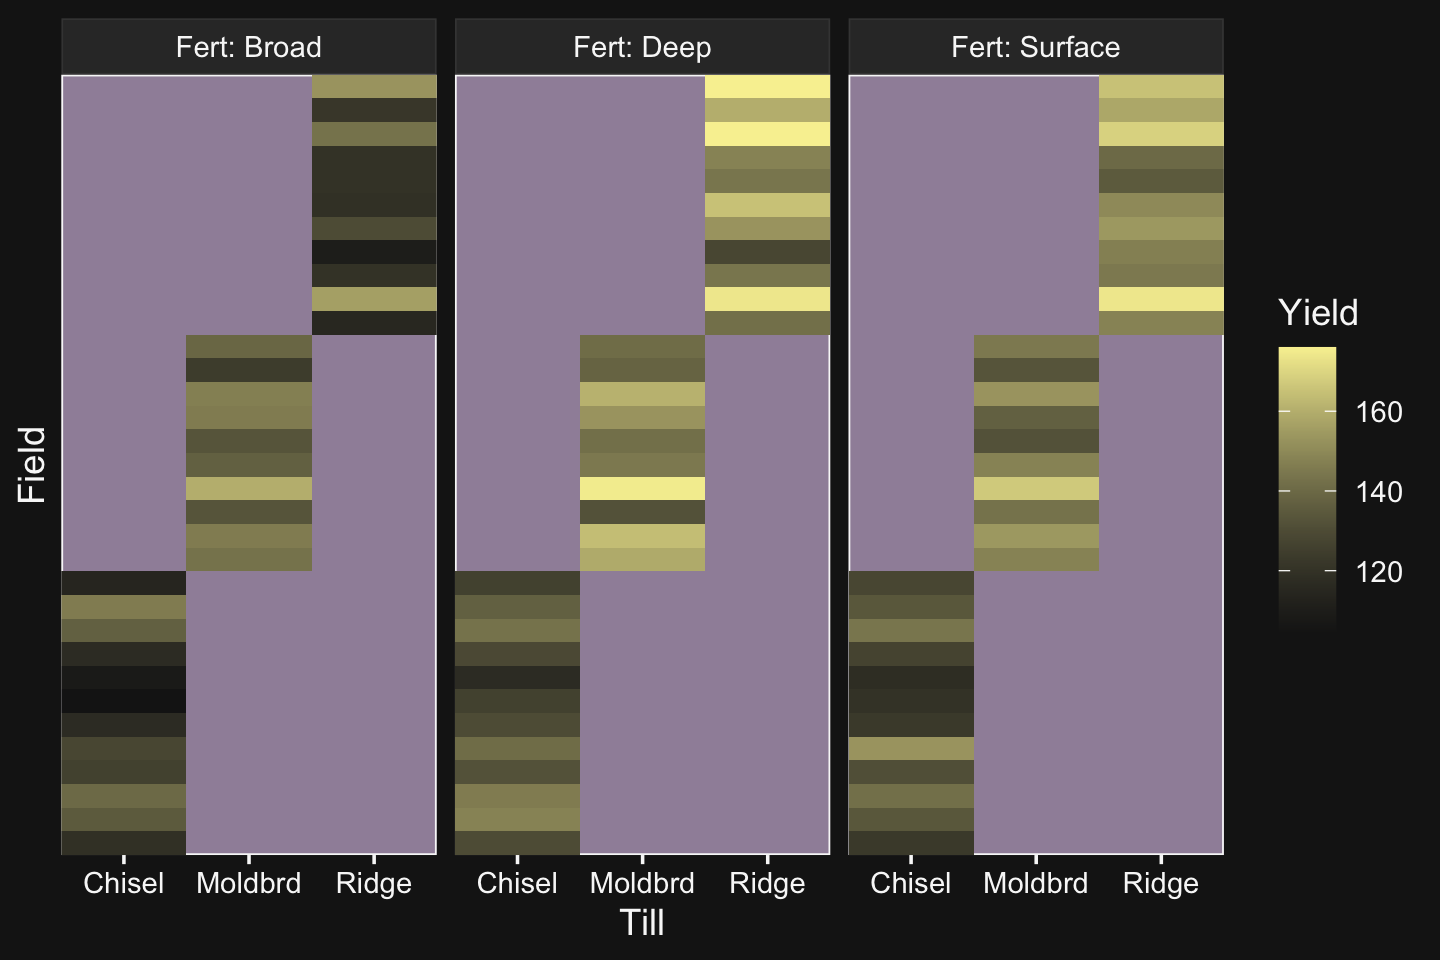 Fert: Broad
Fert: Deep
Fert: Surface
Field
Yield
160
140
120
Chisel Moldbrd Ridge
Chisel Moldbrd Ridge
Chisel Moldbrd Ridge
Till